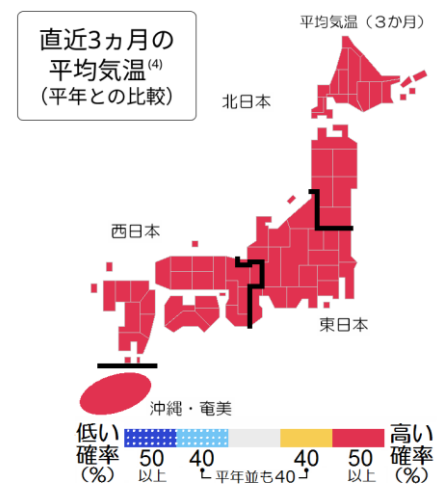 直近3ヵ月の
平均気温(4)
（平年との比較）
平均気温（３か月）
北日本
西日本
東日本
沖縄・奄美
低い 高い
確率 50 40 40 50 確率
(%) 以上 平年並も40 以上 (%)